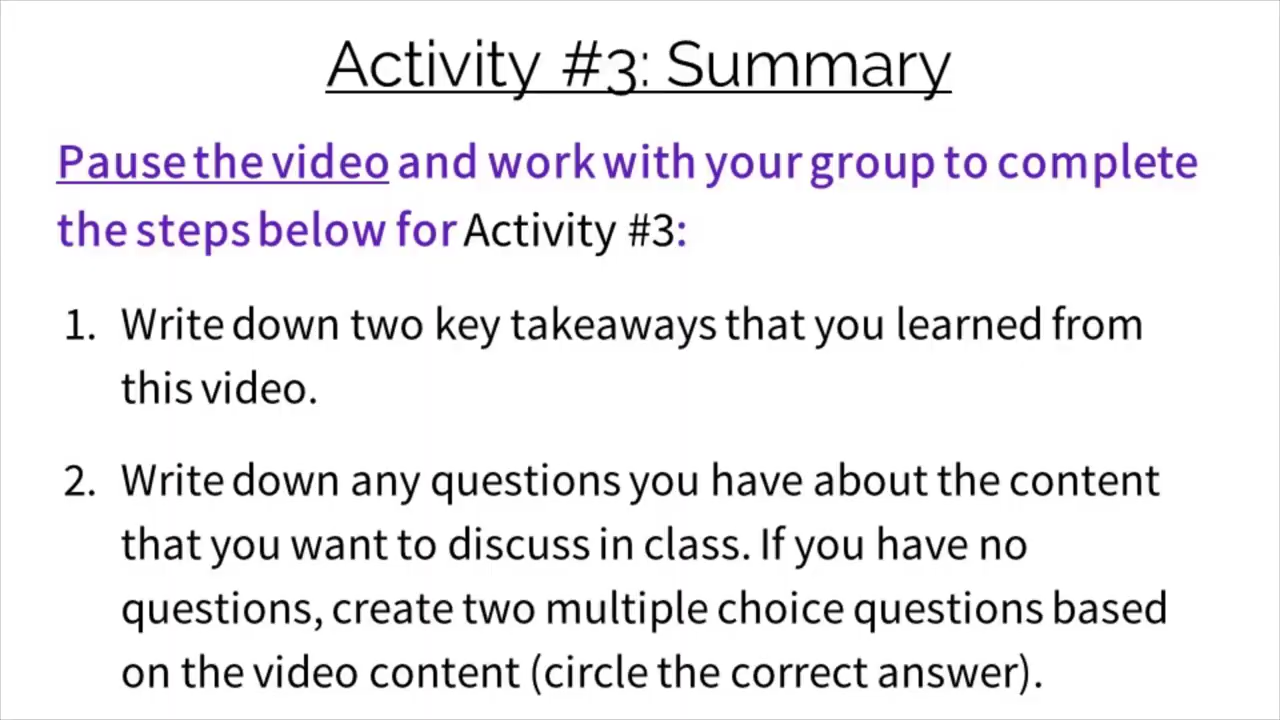 Activity #3: Summary
Pause the video and work with your group to complete
the steps below for Activity #3:
1. Write down two key takeaways that you learned from
this video.
2. Write down any questions you have about the content
that you want to discuss in class. If you have no
questions, create two multiple choice questions based
on the video content (circle the correct answer).